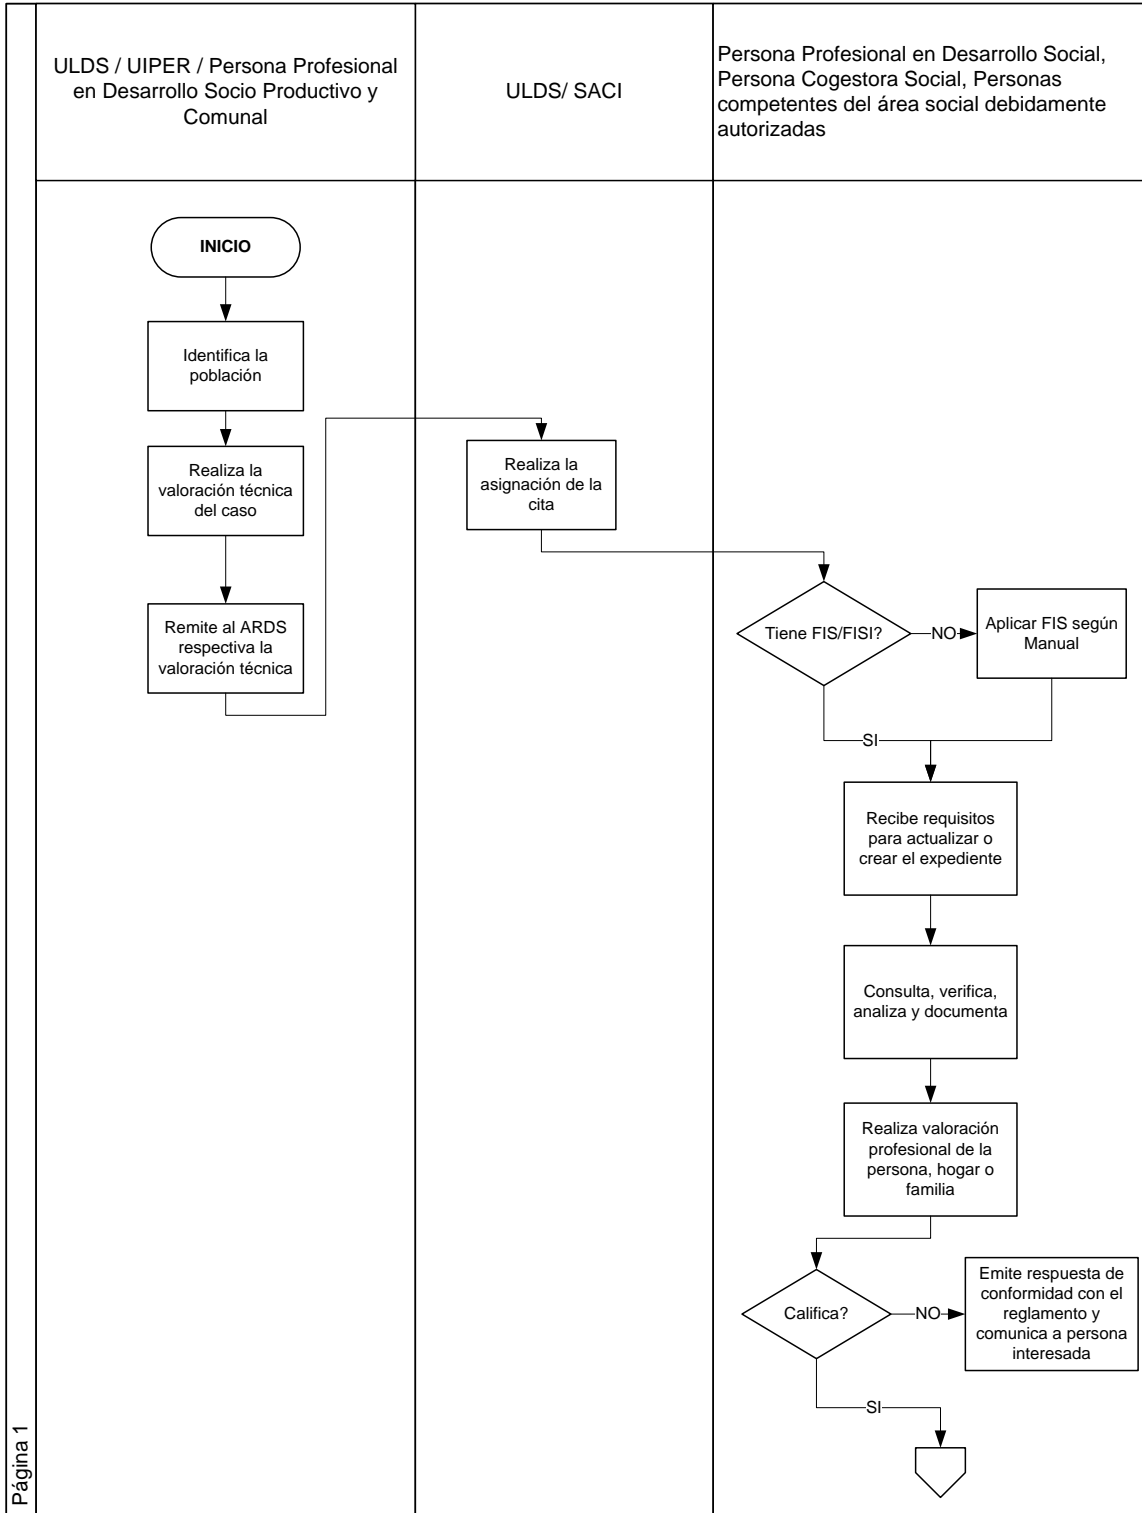 ULDS / UIPER / Persona Profesional
en Desarrollo Socio Productivo y
Comunal
ULDS/ SACI
Persona Profesional en Desarrollo Social,
Persona Cogestora Social, Personas
competentes del área social debidamente
autorizadas
INICIO
Identifica la
población
Realiza la
valoración técnica
del caso
Remite al ARDS
respectiva la
valoración técnica
Realiza la
asignación de la
cita
Tiene FIS/FISI?
NO
Aplicar FIS según
Manual
SI
Recibe requisitos
para actualizar o
crear el expediente
Consulta, verifica,
analiza y documenta
Realiza valoración
profesional de la
persona, hogar o
familia
Califica?
NO
Emite respuesta de
conformidad con el
reglamento y
comunica a persona
interesada
SI
Página 1